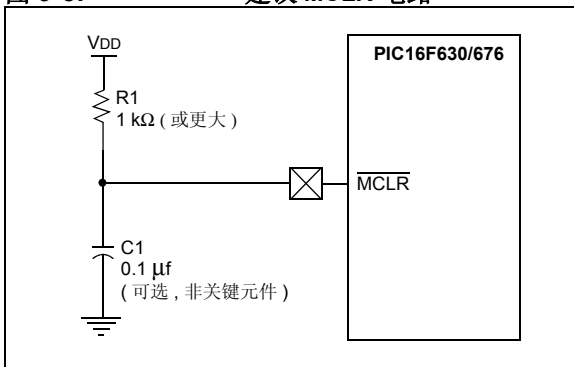 建议 MCLR 电路
VDD
PIC16F630/676
R1
1 kΩ ( 或更大 )
MCLR
C1
0.1 µf
( 可选 , 非关键元件 )